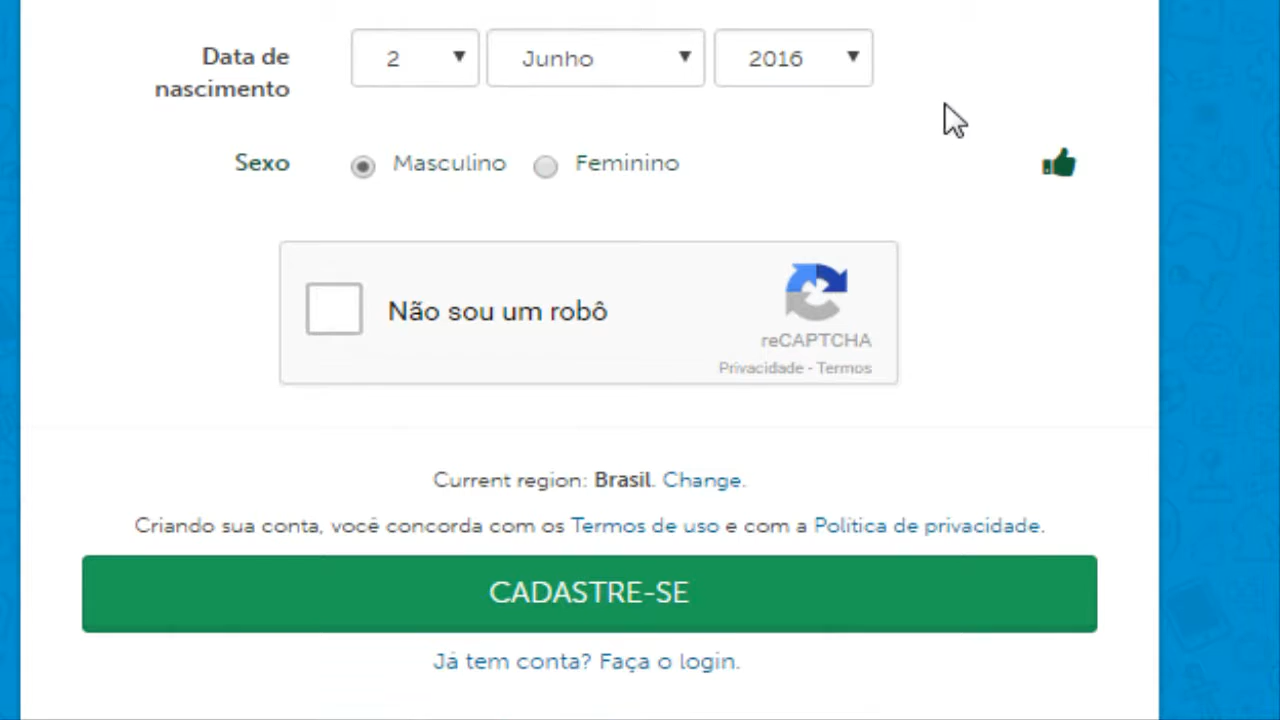 Data de
nascimento
2 Junho 2016
Sexo Masculino Feminino
Não sou um robô
reCAPTCHA
Privacidade - Termos
Current region: Brasil. Change.
Criando sua conta, você concorda com os Termos de uso e com a Política de privacidade.
CADASTRE-SE
Já tem conta? Faça o login.